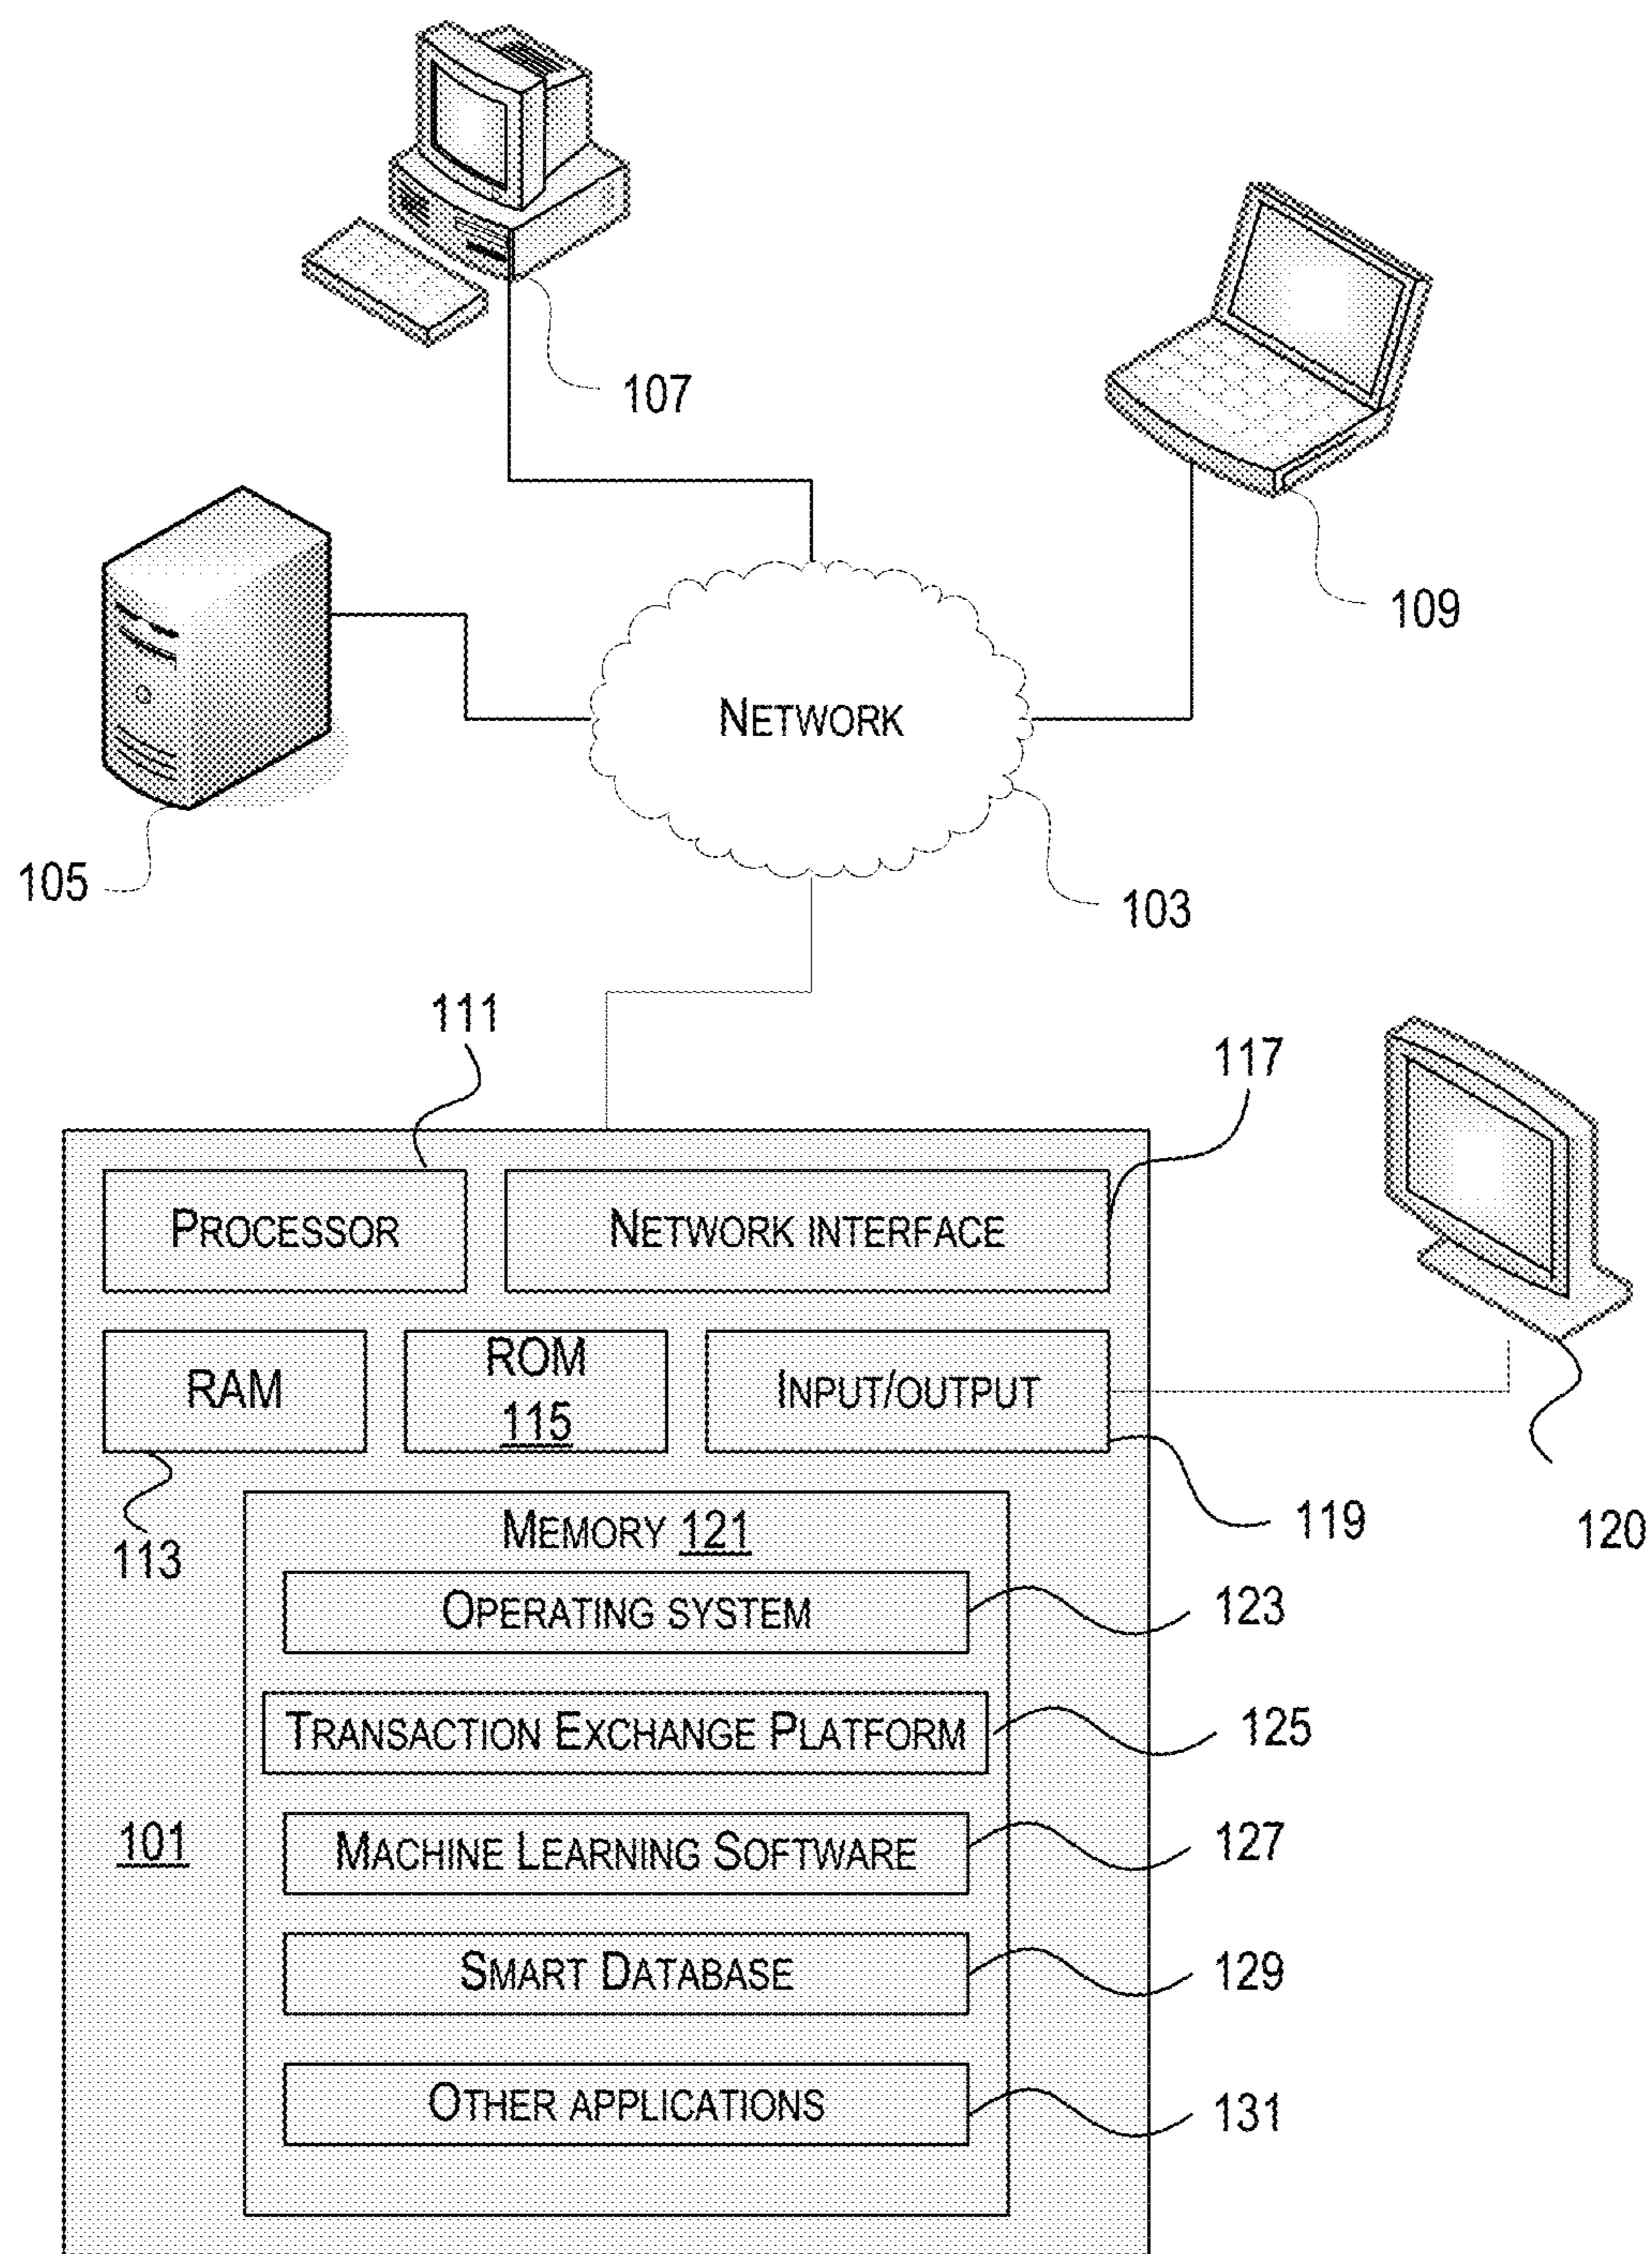 107
109
NETWORK
105
103
111
117
PROCESSOR
NETWORK INTERFACE
RAM
ROM
115
INPUT/OUTPUT
113
119
120
MEMORY 121
OPERATING SYSTEM
123
TRANSACTION EXCHANGE PLATFORM
125
101
MACHINE LEARNING SOFTWARE
127
SMART DATABASE
129
OTHER APPLICATIONS
131